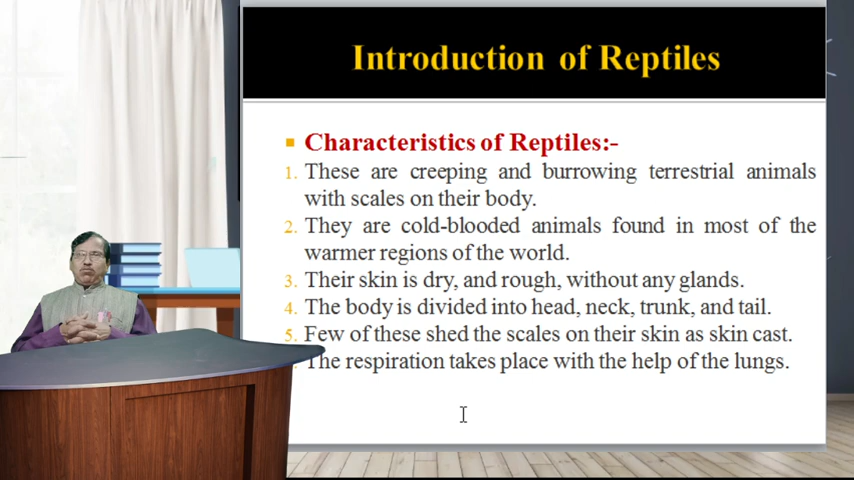 Introduction of Reptiles
Characteristics of Reptiles:-
1. These are creeping and burrowing terrestrial animals
with scales on their body.
2. They are cold-blooded animals found in most of the
warmer regions of the world.
3. Their skin is dry, and rough, without any glands.
4. The body is divided into head, neck, trunk, and tail.
5. Few of these shed the scales on their skin as skin cast.
The respiration takes place with the help of the lungs.